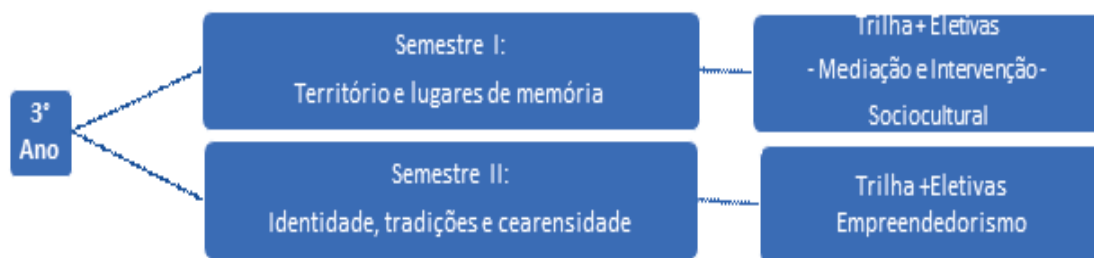 3°
Ano
Semestre I:
Território e lugares de memória
Trilha + Eletivas
- Mediação e Intervenção -
Sociocultural
Semestre II:
Identidade, tradições e cearensidade
Trilha +Eletivas
Empreendedorismo